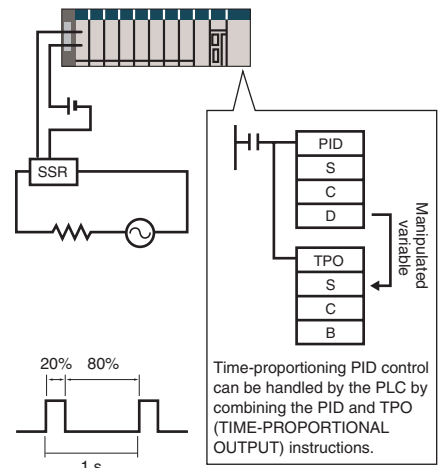 SSR
PID
S
C
D
Manipulated
variable
TPO
S
C
B
Time-proportioning PID control
can be handled by the PLC by
combining the PID and TPO
(TIME-PROPORTIONAL
OUTPUT) instructions.
20% 80%
1 s